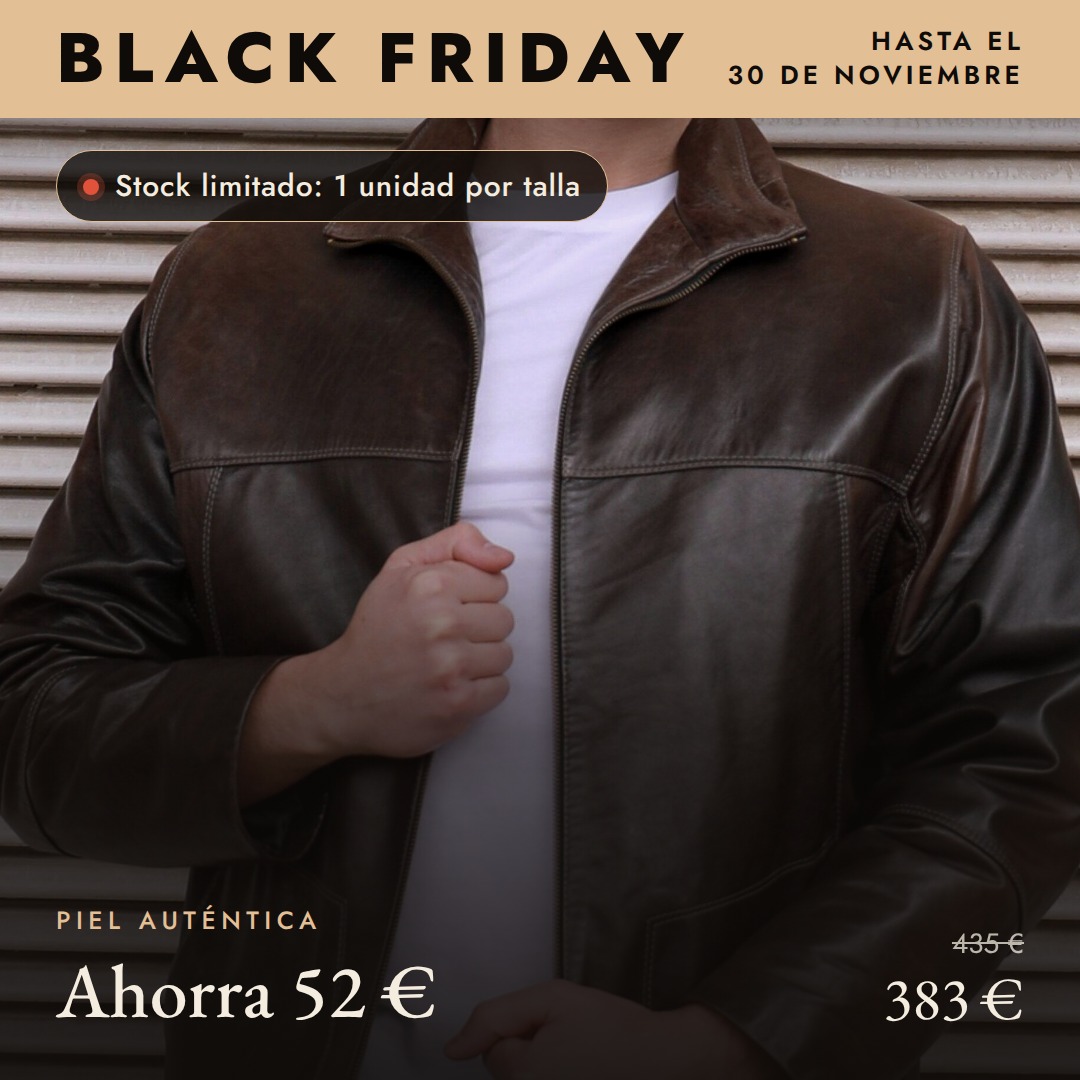 BLACK FRIDAY
HASTA EL
30 DE NOVIEMBRE
Stock limitado: 1 unidad por talla
PIEL AUTÉNTICA
Ahorra 52 €
435 €
383 €